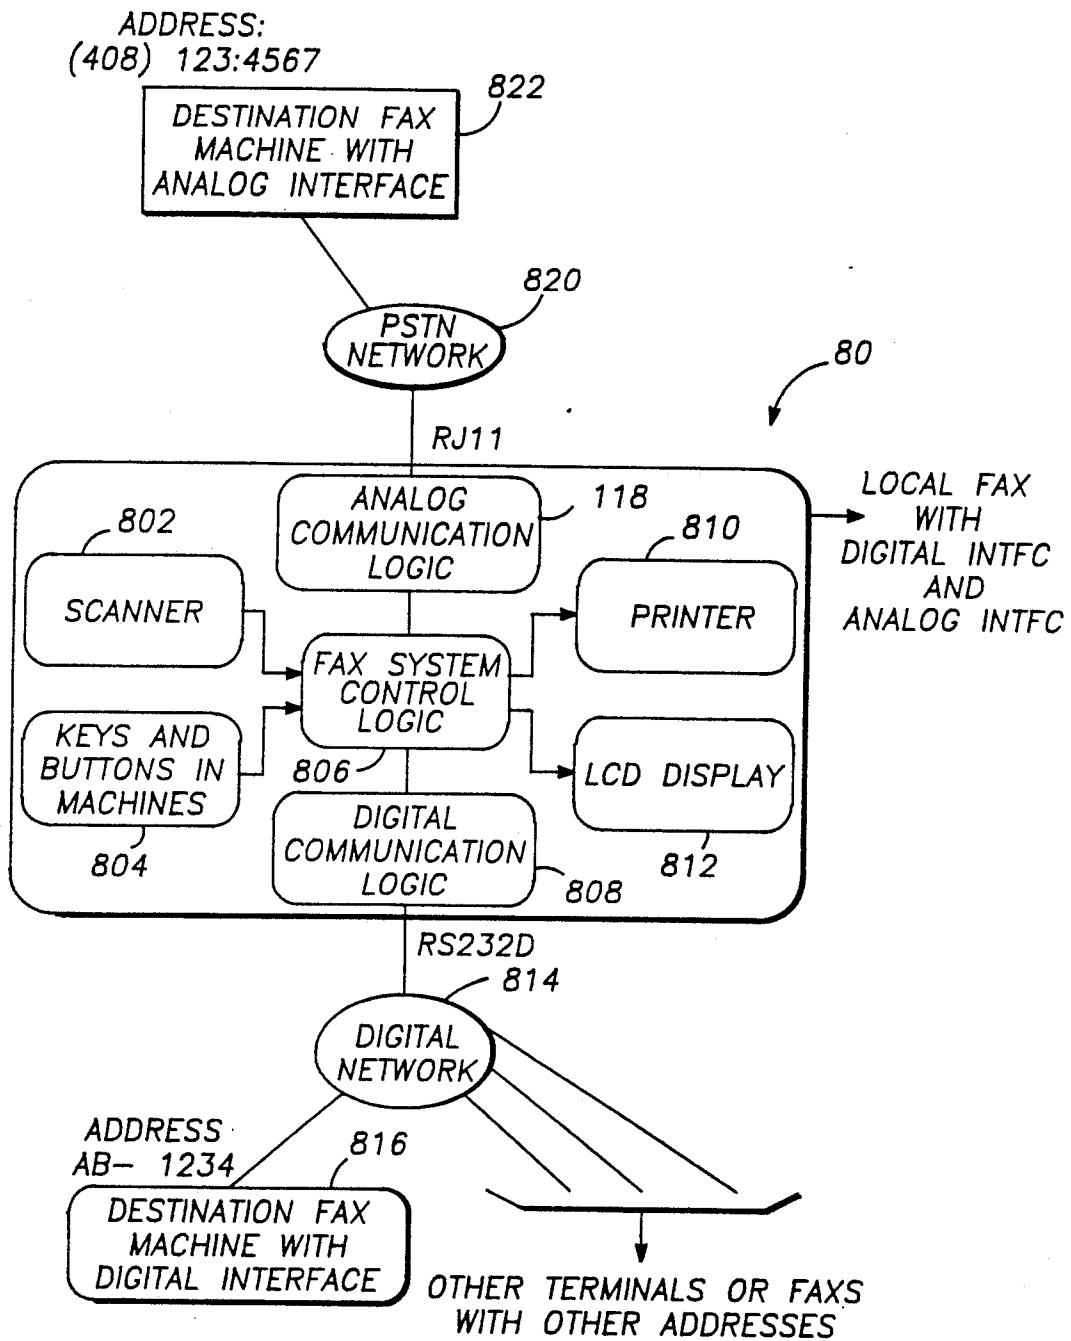 ADDRESS:
(408) 123:4567
822
DESTINATION FAX
MACHINE WITH
ANALOG INTERFACE
820
PSTN
NETWORK
80
RJ11
ANALOG
COMMUNICATION
LOGIC
118
LOCAL FAX
WITH
DIGITAL INTFC
AND
ANALOG INTFC
802
SCANNER
810
PRINTER
FAX SYSTEM
CONTROL
LOGIC
806
KEYS AND
BUTTONS IN
MACHINES
804
LCD DISPLAY
812
DIGITAL
COMMUNICATION
LOGIC
808
RS232D
814
DIGITAL
NETWORK
ADDRESS
AB- 1234
816
DESTINATION FAX
MACHINE WITH
DIGITAL INTERFACE
OTHER TERMINALS OR FAXS
WITH OTHER ADDRESSES